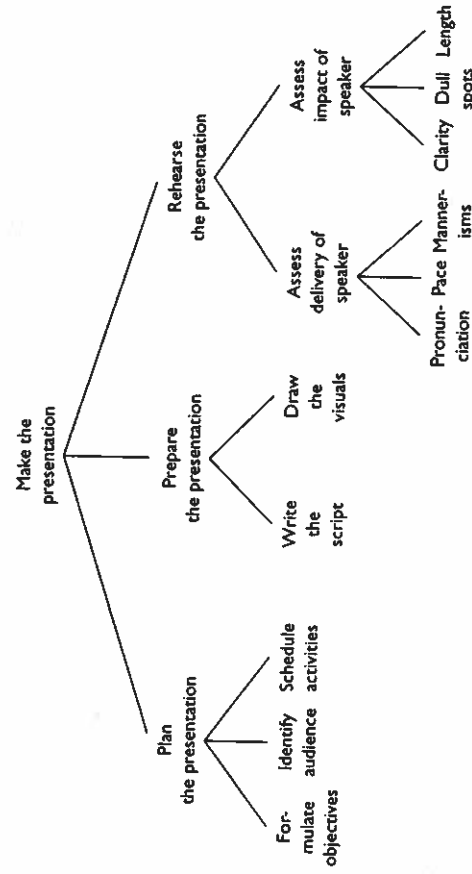 Make the
presentation
Plan
the presentation
Prepare
the presentation
Rehearse
the presentation
For-
mulate
objectives
Identify
audience
Schedule
activities
Write
the
script
Draw
the
visuals
Assess
delivery of
speaker
Assess
impact of
speaker
Pronun-
ciation
Pace
Manner-
isms
Clarity
Dull
spots
Length